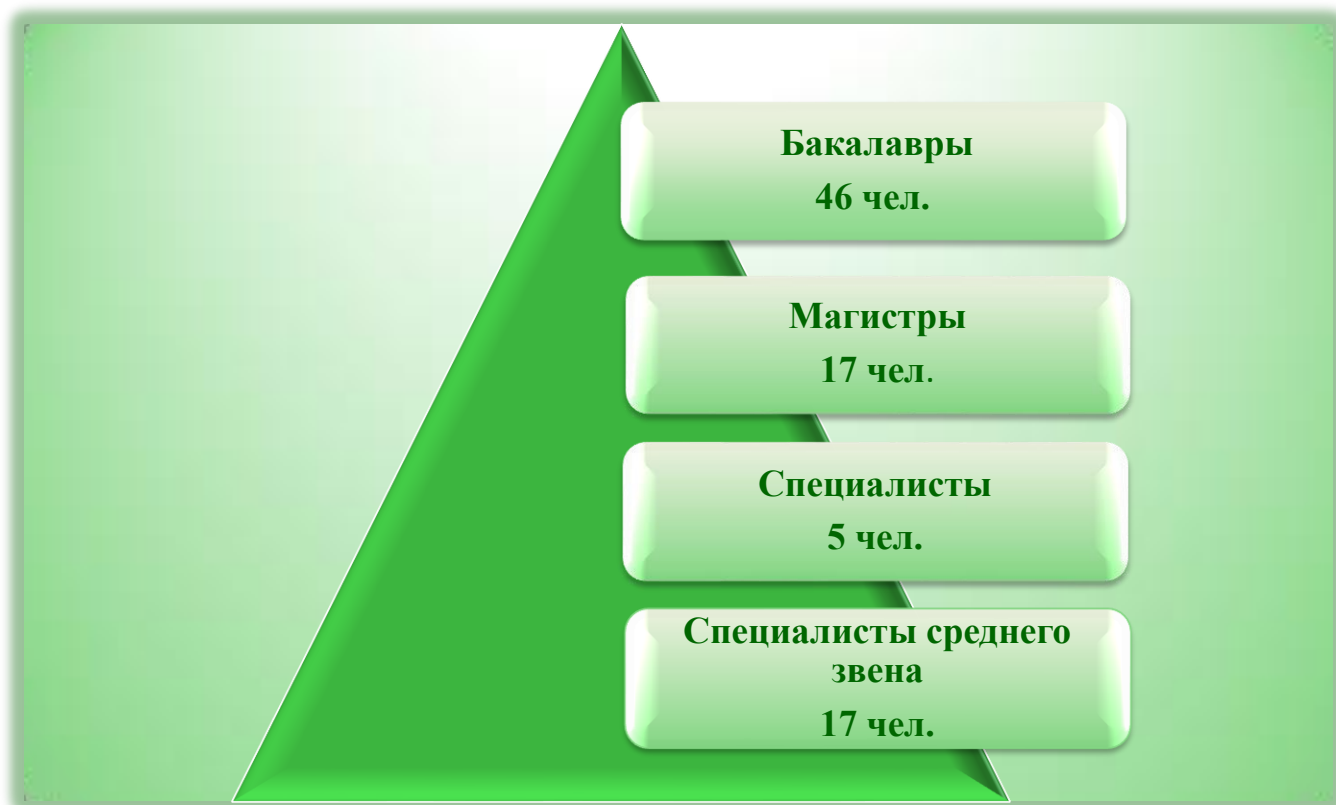 Бакалавры
46 чел.
Магистры
17 чел.
Специалисты
5 чел.
Специалисты среднего
звена
17 чел.